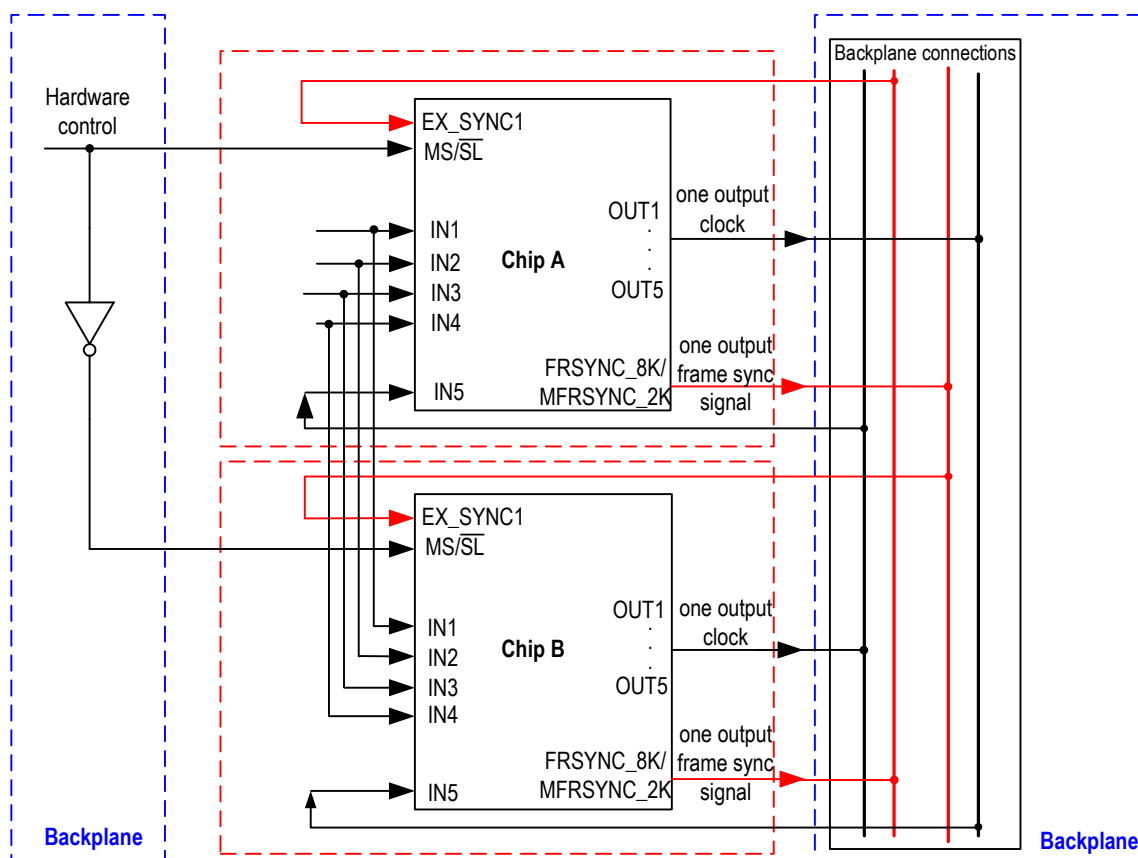 Backplane connections
Hardware
control
EX_SYNC1
MS/SL
IN1
IN2
IN3
IN4
IN5
Chip A
OUT1
.
.
.
OUT5
FRSYNC_8K/
MFRSYNC_2K
one output
clock
one output
frame sync
signal
EX_SYNC1
MS/SL
IN1
IN2
IN3
IN4
IN5
Chip B
OUT1
.
.
.
OUT5
FRSYNC_8K/
MFRSYNC_2K
one output
clock
one output
frame sync
signal
Backplane
Backplane